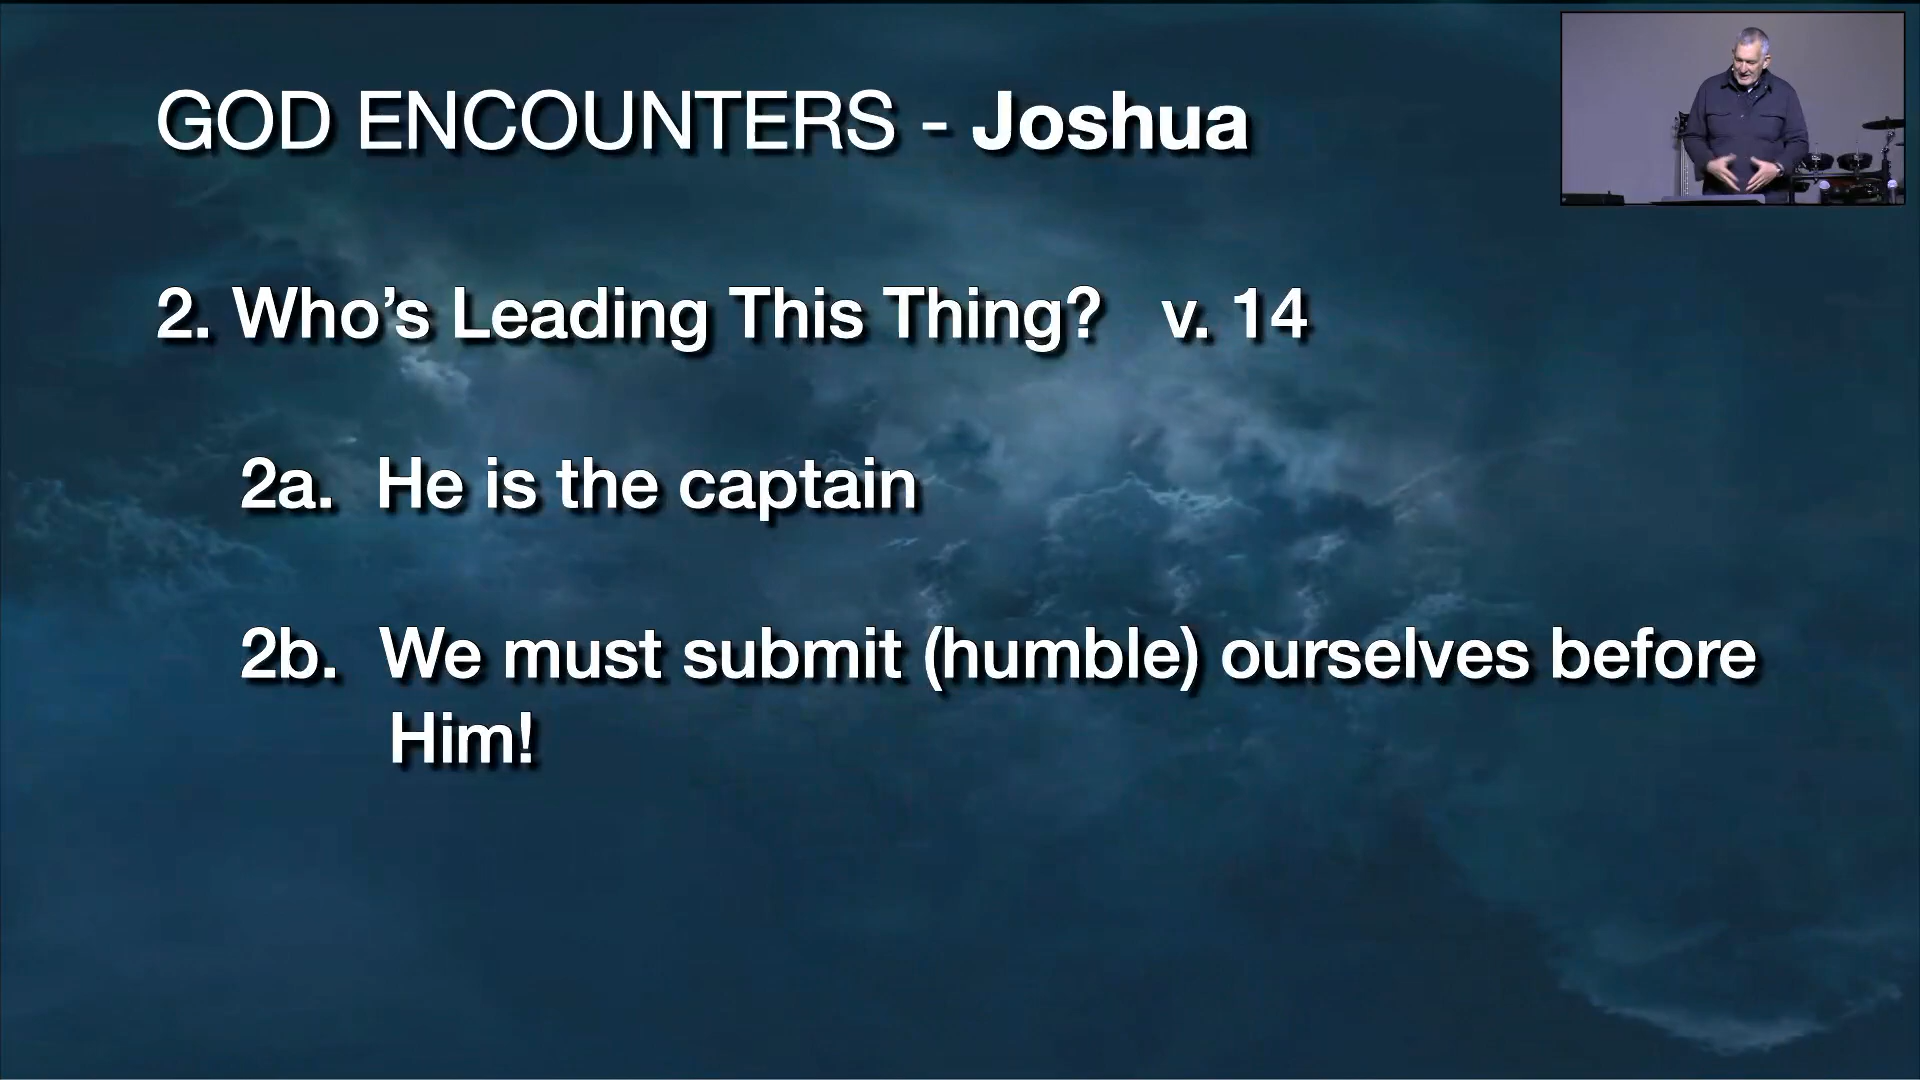 GOD ENCOUNTERS - Joshua
2. Who’s Leading This Thing? v. 14
2a. He is the captain
2b. We must submit (humble) ourselves before
Him!